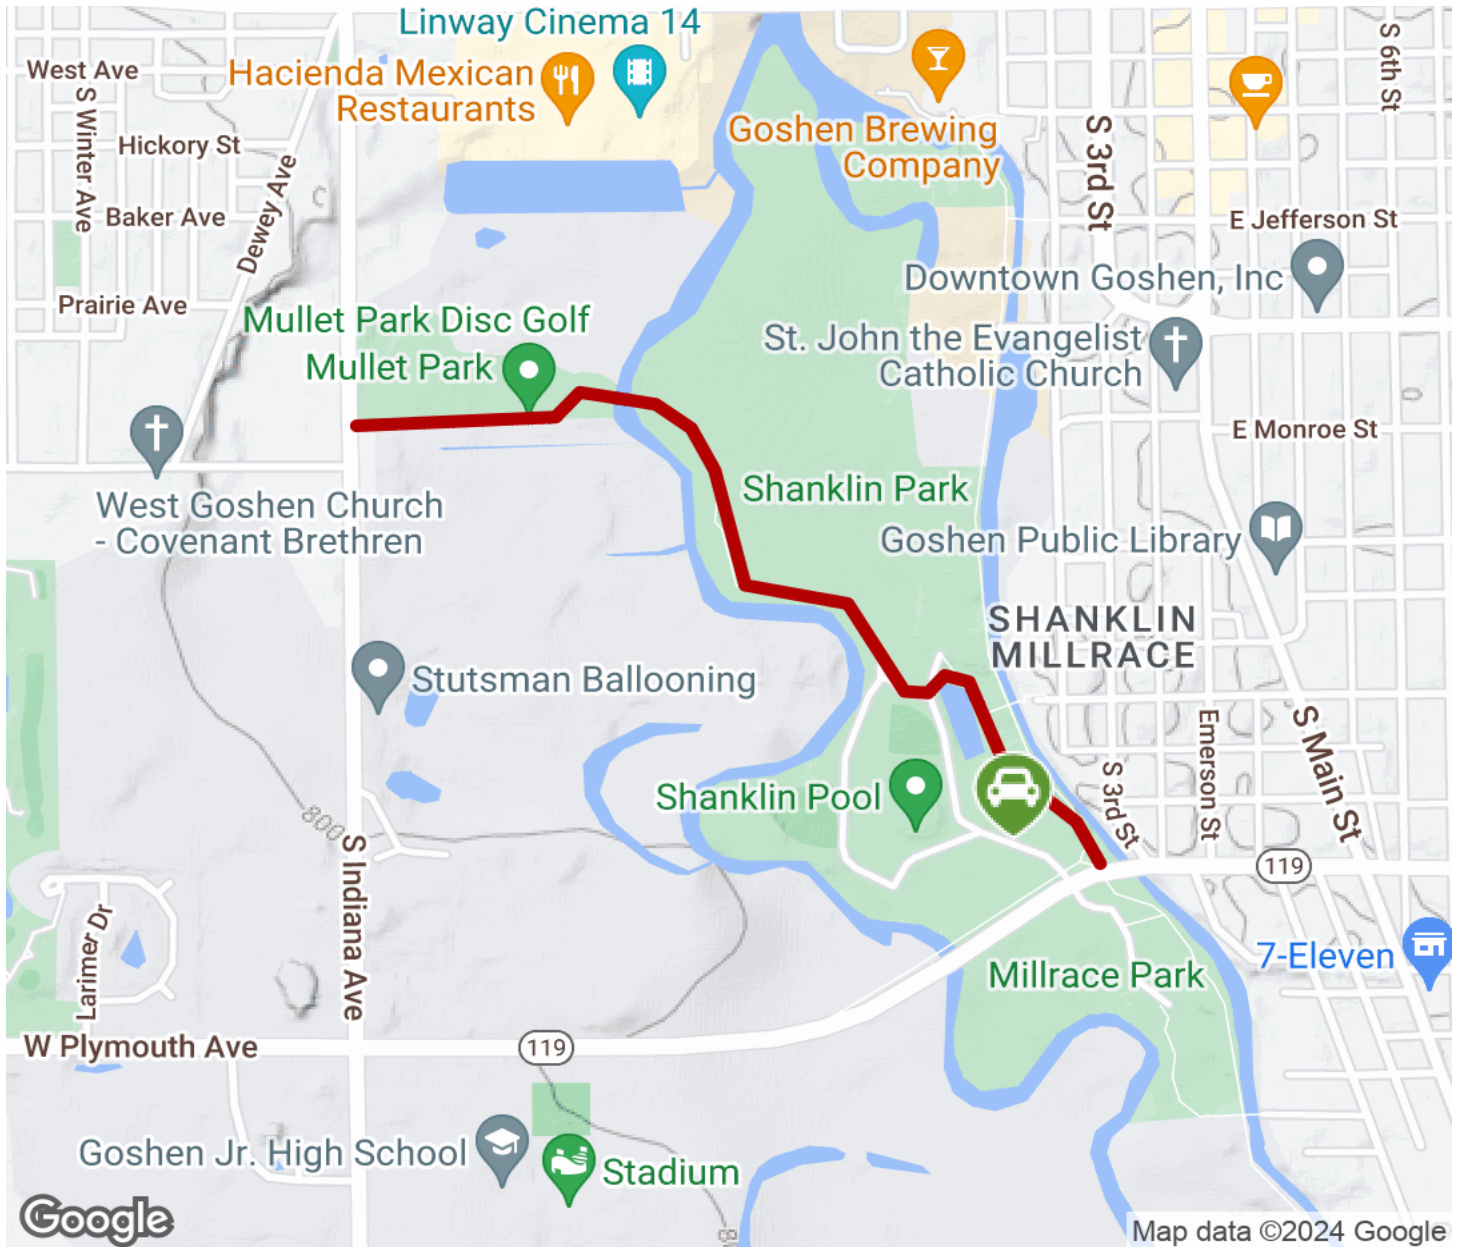 Linway Cinema 14
S 6th St
West Ave
Hacienda Mexican
Restaurants
S Winter Ave
Hickory St
Goshen Brewing
Company
S 3rd St
Dewey Ave
Baker Ave
E Jefferson St
Downtown Goshen, Inc
Prairie Ave
Mullet Park Disc Golf
Mullet Park
St. John the Evangelist
Catholic Church
E Monroe St
West Goshen Church
- Covenant Brethren
Shanklin Park
Goshen Public Library
SHANKLIN
MILLRACE
Stutsman Ballooning
Emerson St
S Main St
Shanklin Pool
S 3rd St
800
S Indiana Ave
119
Larimer Dr
7-Eleven
Millrace Park
W Plymouth Ave
119
Goshen Jr. High School
Stadium
Google
Map data ©2024 Google